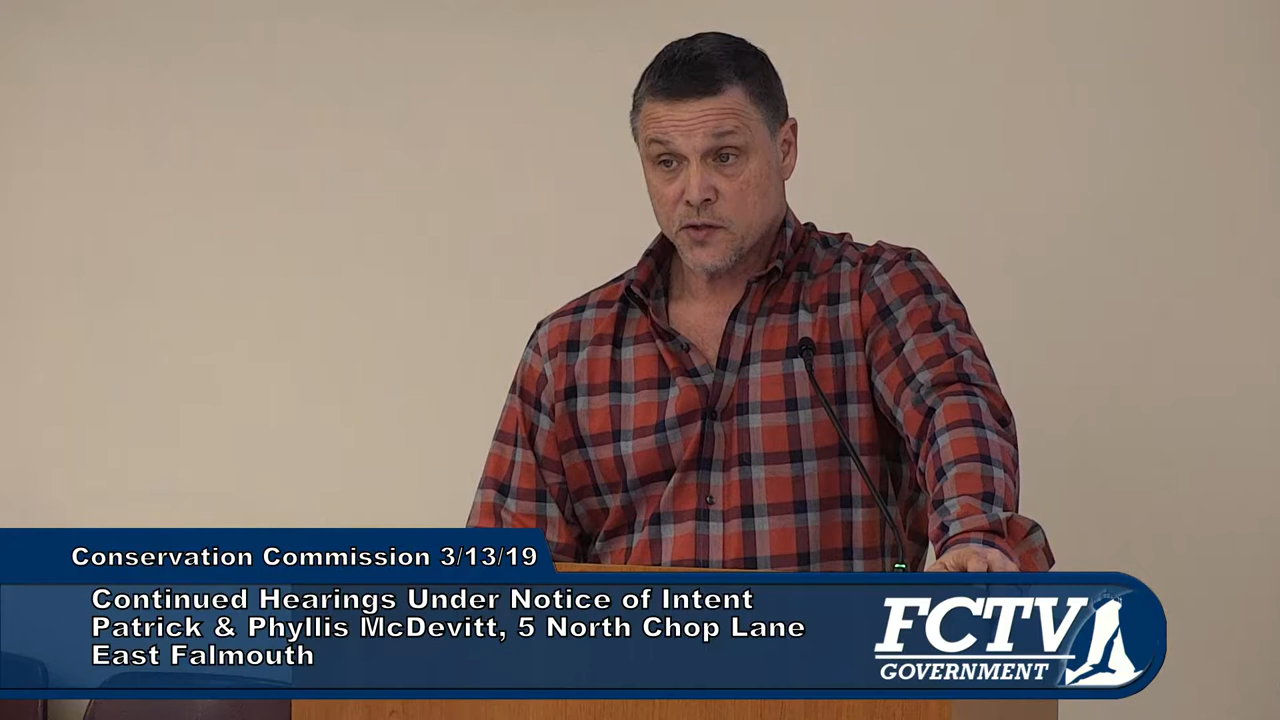 Conservation Commission 3/13/19
Continued Hearings Under Notice of Intent
Patrick & Phyllis McDevitt, 5 North Chop Lane
East Falmouth
FCTV
GOVERNMENT